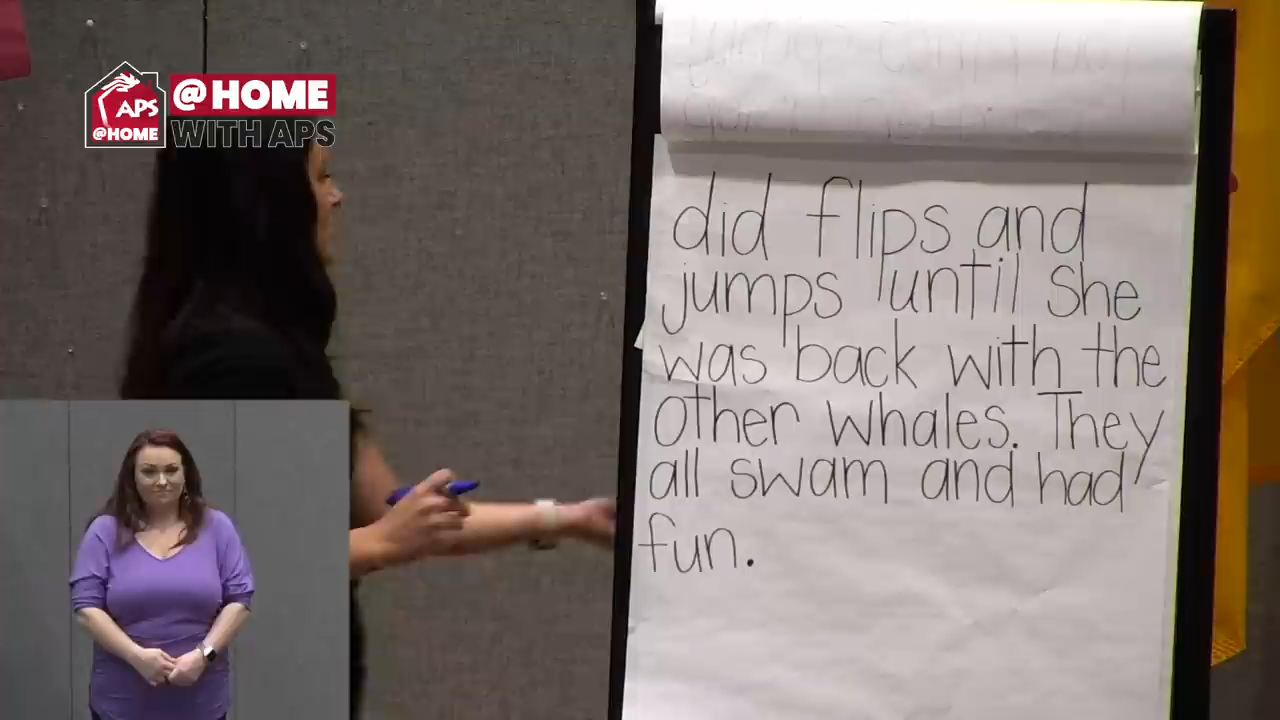 APS
@HOME
@HOME
WITH APS
did flips and
jumps until she
was back with the
other whales. They
all swam and had
fun.